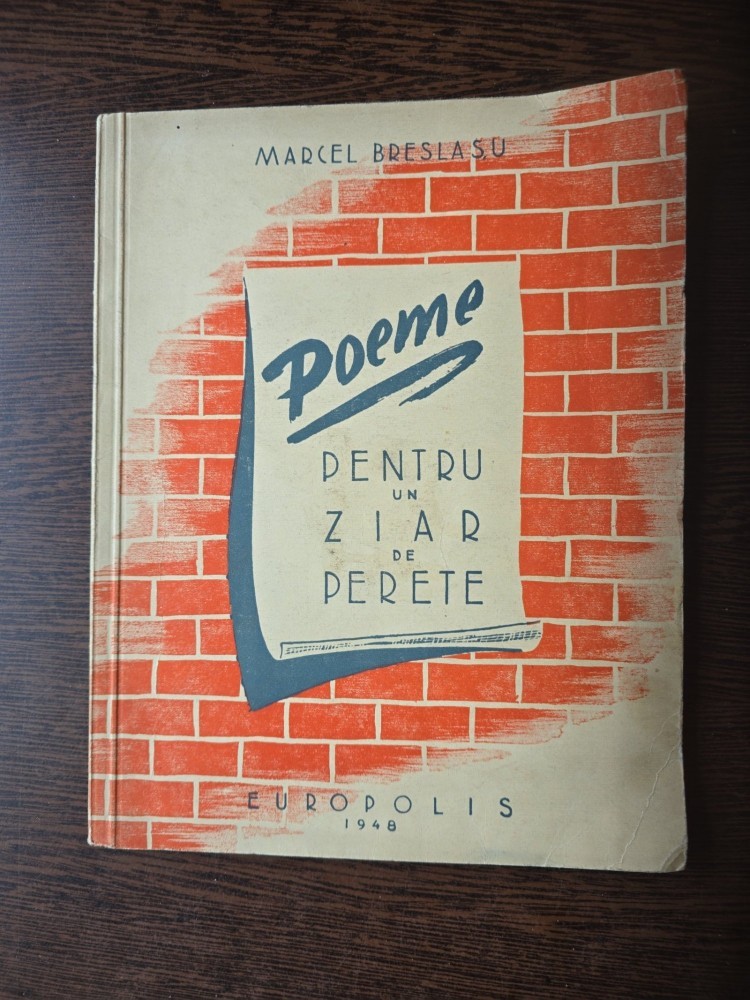 MARCEL BRESLAȘU
Poeme
PENTRU
UN
ZIAR
DE
PERETE
EUROPOLIS
1948